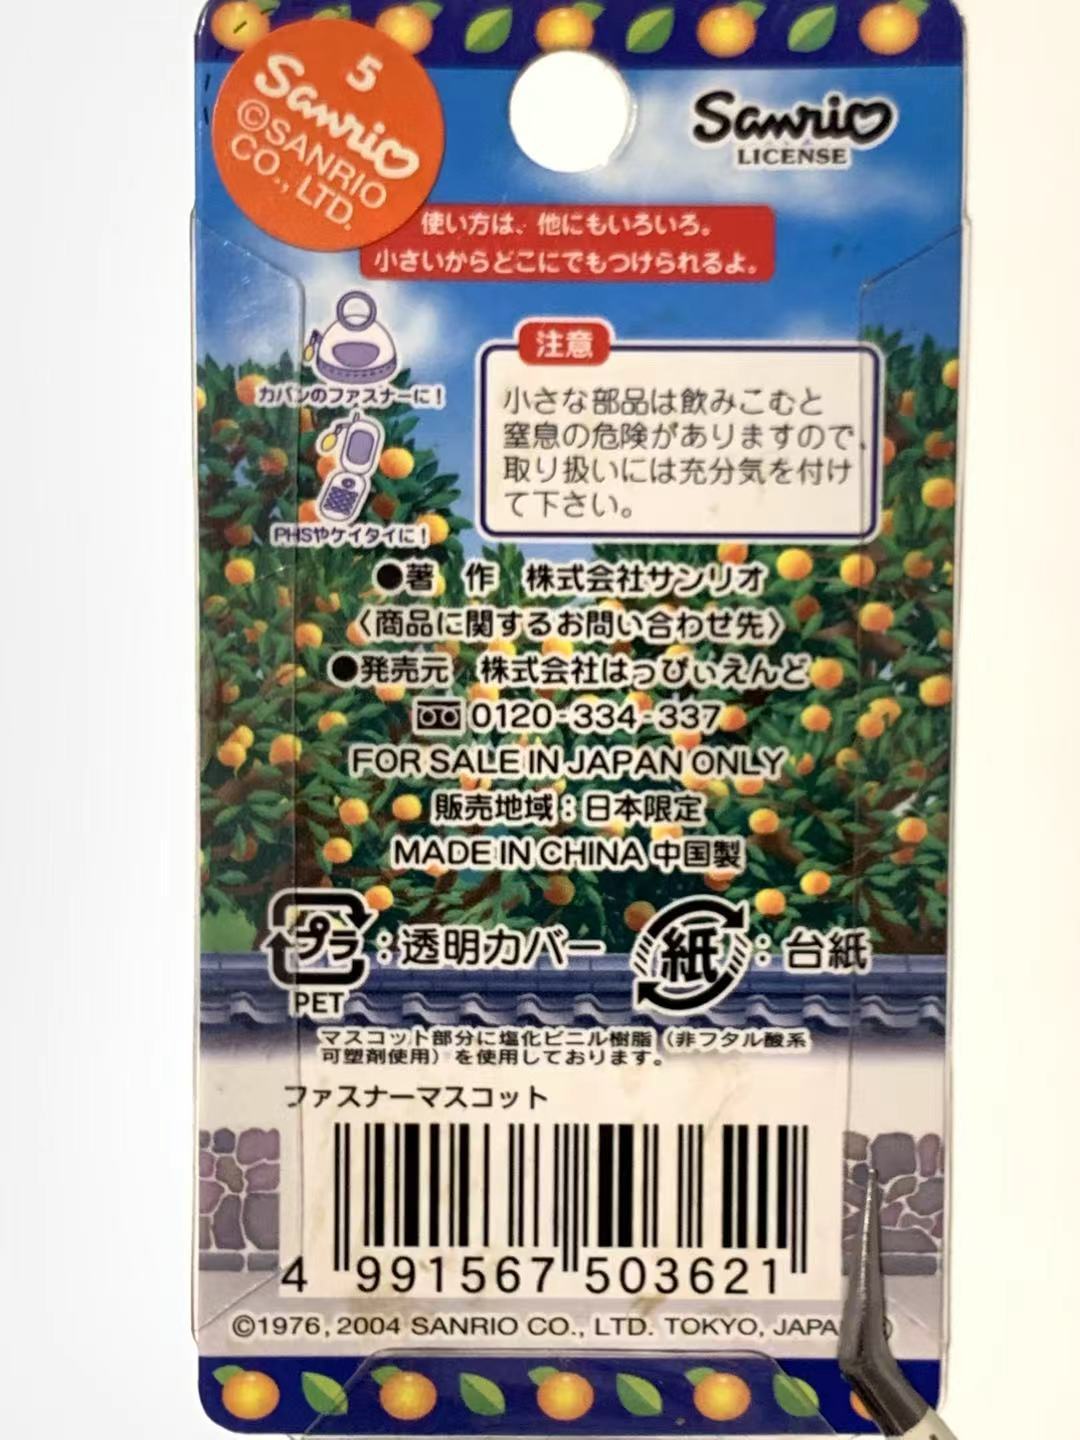 5
Sanrio
©SANRIO
CO., LTD.
Sanrio
LICENSE
使い方は、他にもいろいろ。
小さいからどこにでもつけられるよ。
カバンのファスナーに!
PHSやケイタイに!
注意
小さな部品は飲みこむと
窒息の危険がありますので、
取り扱いには充分気を付け
て下さい。
●著 作 株式会社サンリオ
〈商品に関するお問い合わせ先〉
●発売元 株式会社はっぴぃえんど
0120-334-337
FOR SALE IN JAPAN ONLY
販売地域:日本限定
MADE IN CHINA 中国製
プラ:透明カバー
PET
紙:台紙
マスコット部分に塩化ビニル樹脂(非フタル酸系
可塑剤使用)を使用しております。
ファスナーマスコット
4 991567 503621
©1976, 2004 SANRIO CO., LTD. TOKYO,